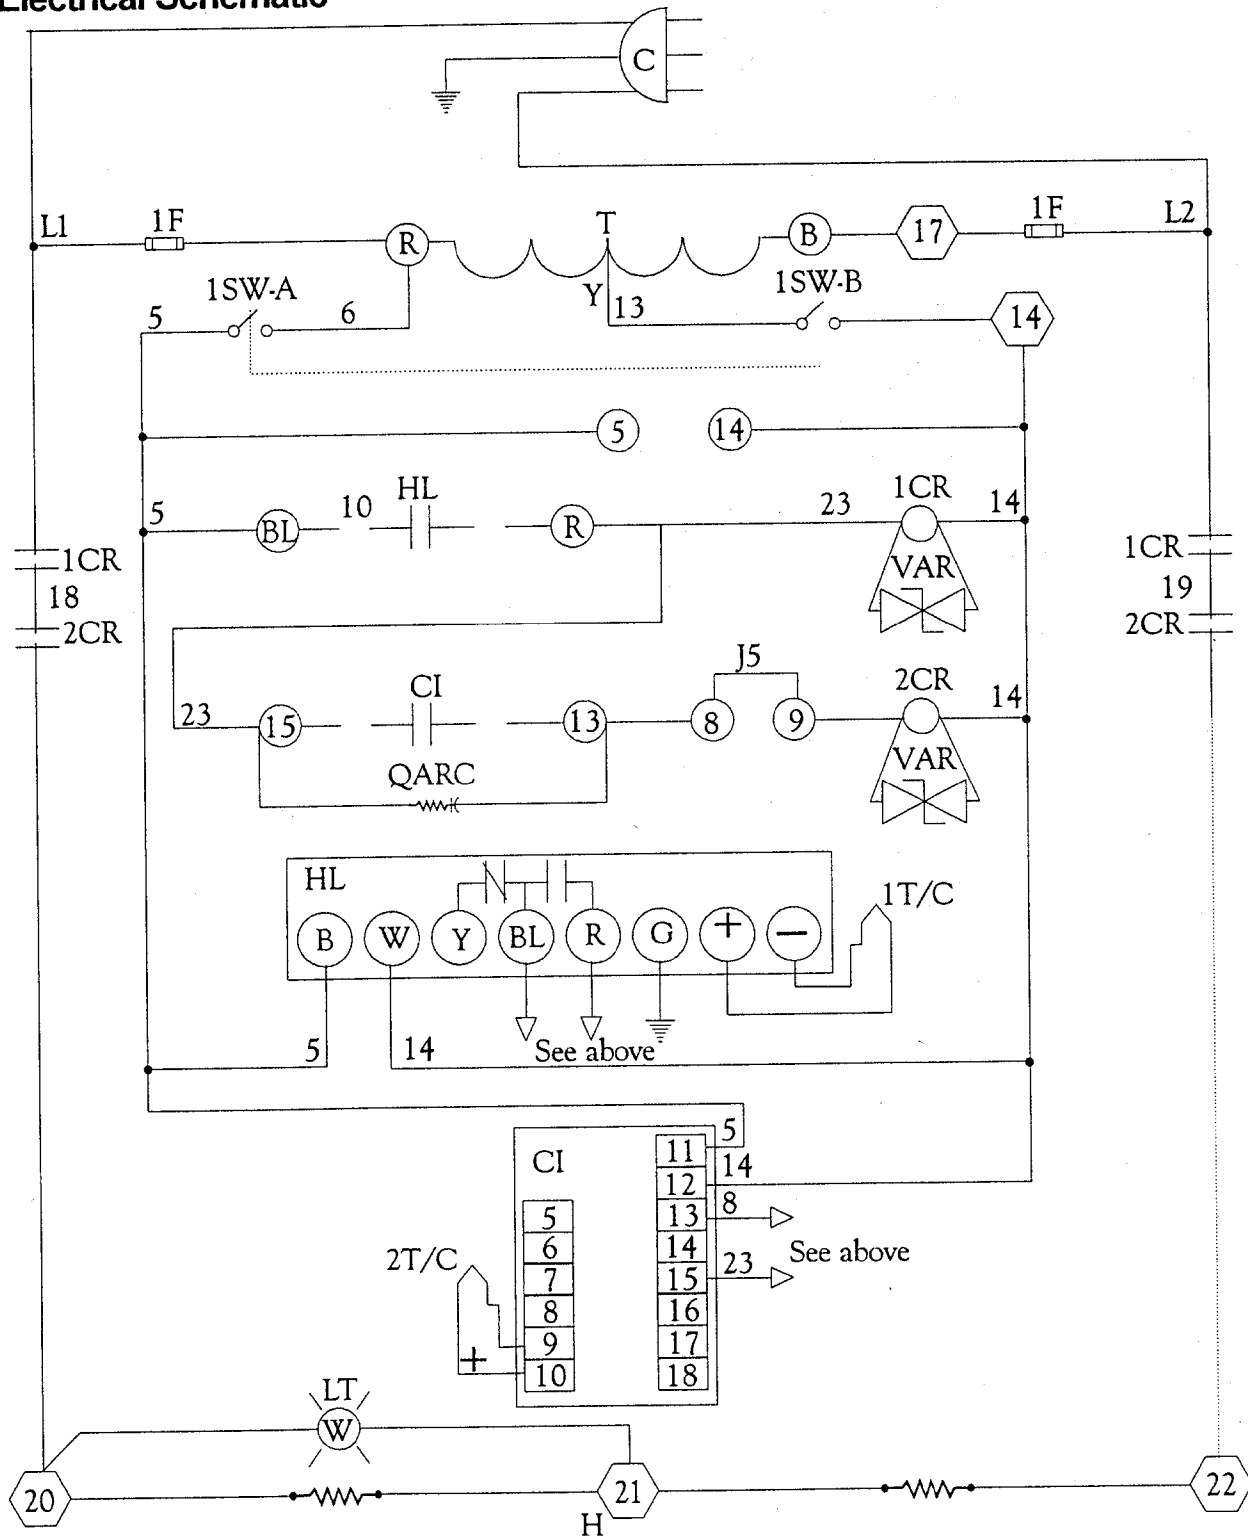 Electrical Schematic
C
L1 1F R T B 17 1F L2
1SW-A Y 1SW-B
5 6 13 14
5 14
5 BL 10 HL R 23 1CR 14
VAR
1CR 1CR
18 19
2CR 2CR
J5
23 15 CI 13 8 9 2CR 14
QARC VAR
HL 1T/C
B W Y BL R G + −
5 14 See above
CI
11 5
12 14
5 13 8
6 14 See above
2T/C 7 15 23
8 16
9 17
+ 10 18
LT
W
20 21 22
H